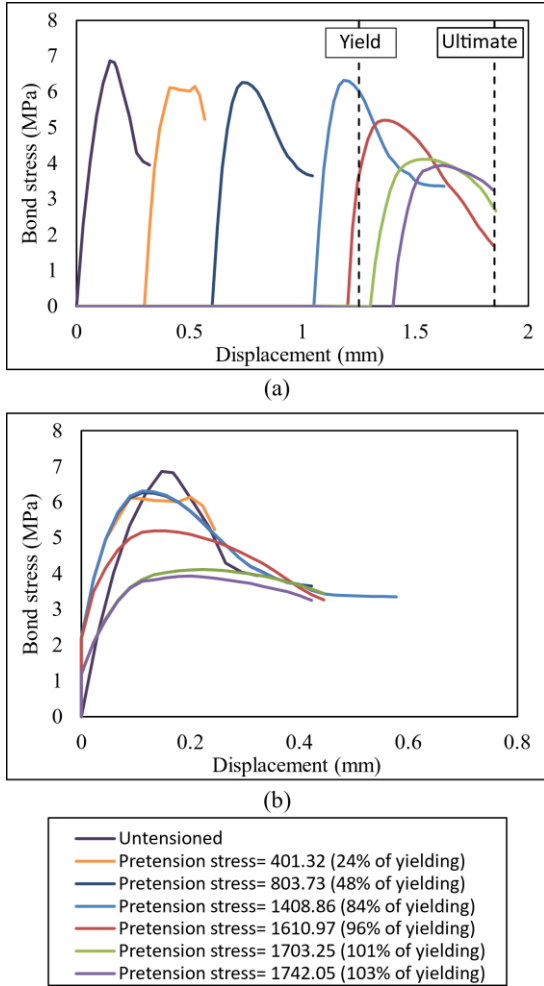 8
7
6
5
4
3
2
1
0
Bond stress (MPa)
Yield
Ultimate
0 0.5 1 1.5 2
Displacement (mm)
(a)
8
7
6
5
4
3
2
1
0
Bond stress (MPa)
0 0.2 0.4 0.6 0.8
Displacement (mm)
(b)
Untensioned
Pretension stress= 401.32 (24% of yielding)
Pretension stress= 803.73 (48% of yielding)
Pretension stress= 1408.86 (84% of yielding)
Pretension stress= 1610.97 (96% of yielding)
Pretension stress= 1703.25 (101% of yielding)
Pretension stress= 1742.05 (103% of yielding)